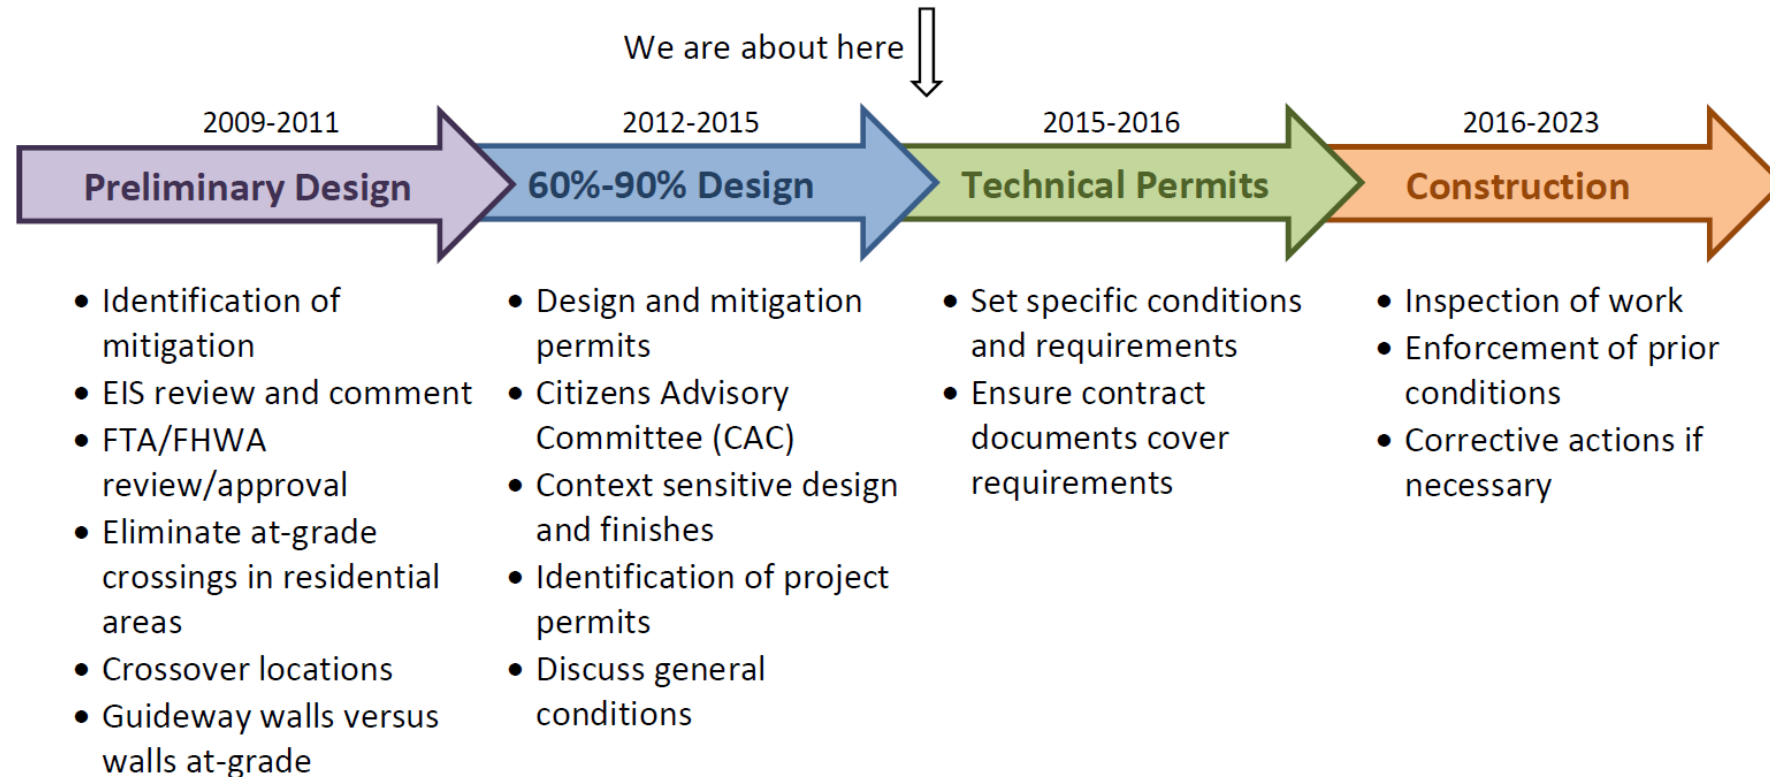 We are about here
2009-2011
2012-2015
2015-2016
2016-2023
Preliminary Design
60%-90% Design
Technical Permits
Construction
• Identification of
mitigation
• EIS review and comment
• FTA/FHWA
review/approval
• Eliminate at-grade
crossings in residential
areas
• Crossover locations
• Guideway walls versus
walls at-grade
• Design and mitigation
permits
• Citizens Advisory
Committee (CAC)
• Context sensitive design
and finishes
• Identification of project
permits
• Discuss general
conditions
• Set specific conditions
and requirements
• Ensure contract
documents cover
requirements
• Inspection of work
• Enforcement of prior
conditions
• Corrective actions if
necessary